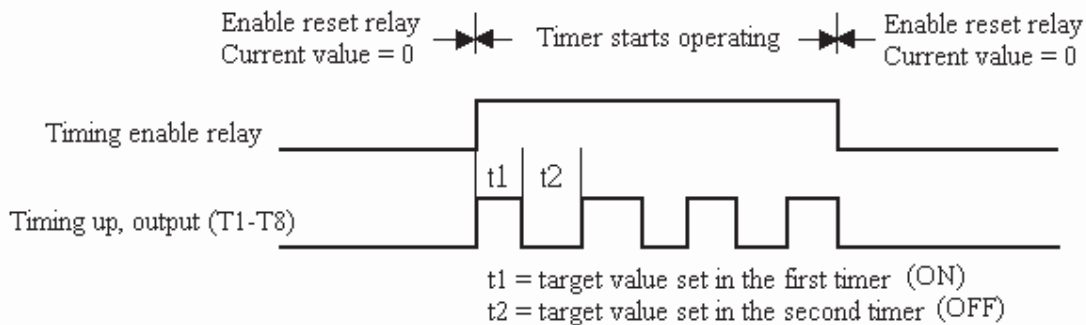 Enable reset relay
Current value = 0
Timer starts operating
Enable reset relay
Current value = 0
Timing enable relay
t1 t2
Timing up, output (T1-T8)
t1 = target value set in the first timer (ON)
t2 = target value set in the second timer (OFF)